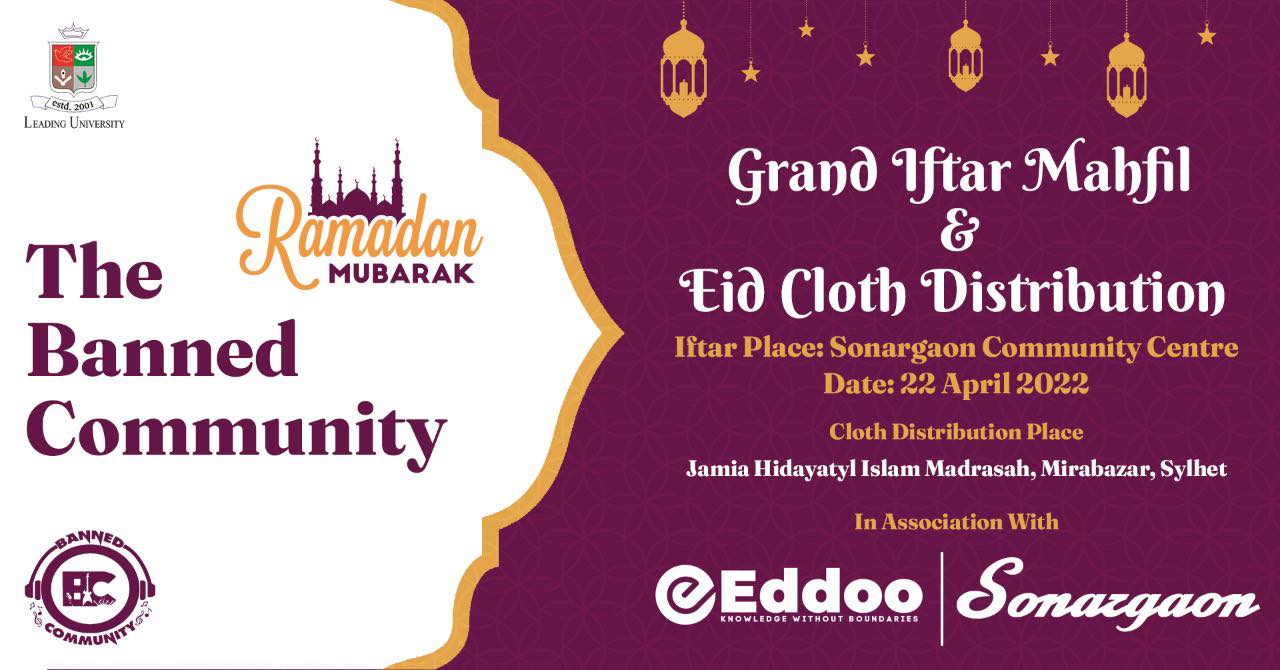 estd. 2001
LEADING UNIVERSITY
Ramadan
MUBARAK
The
Banned
Community
BANNED
BC
COMMUNITY
Grand Iftar Mahfil
&
Eid Cloth Distribution
Iftar Place: Sonargaon Community Centre
Date: 22 April 2022
Cloth Distribution Place
Jamia Hidayatyl Islam Madrasah, Mirabazar, Sylhet
In Association With
Eddoo
KNOWLEDGE WITHOUT BOUNDARIES
Sonargaon